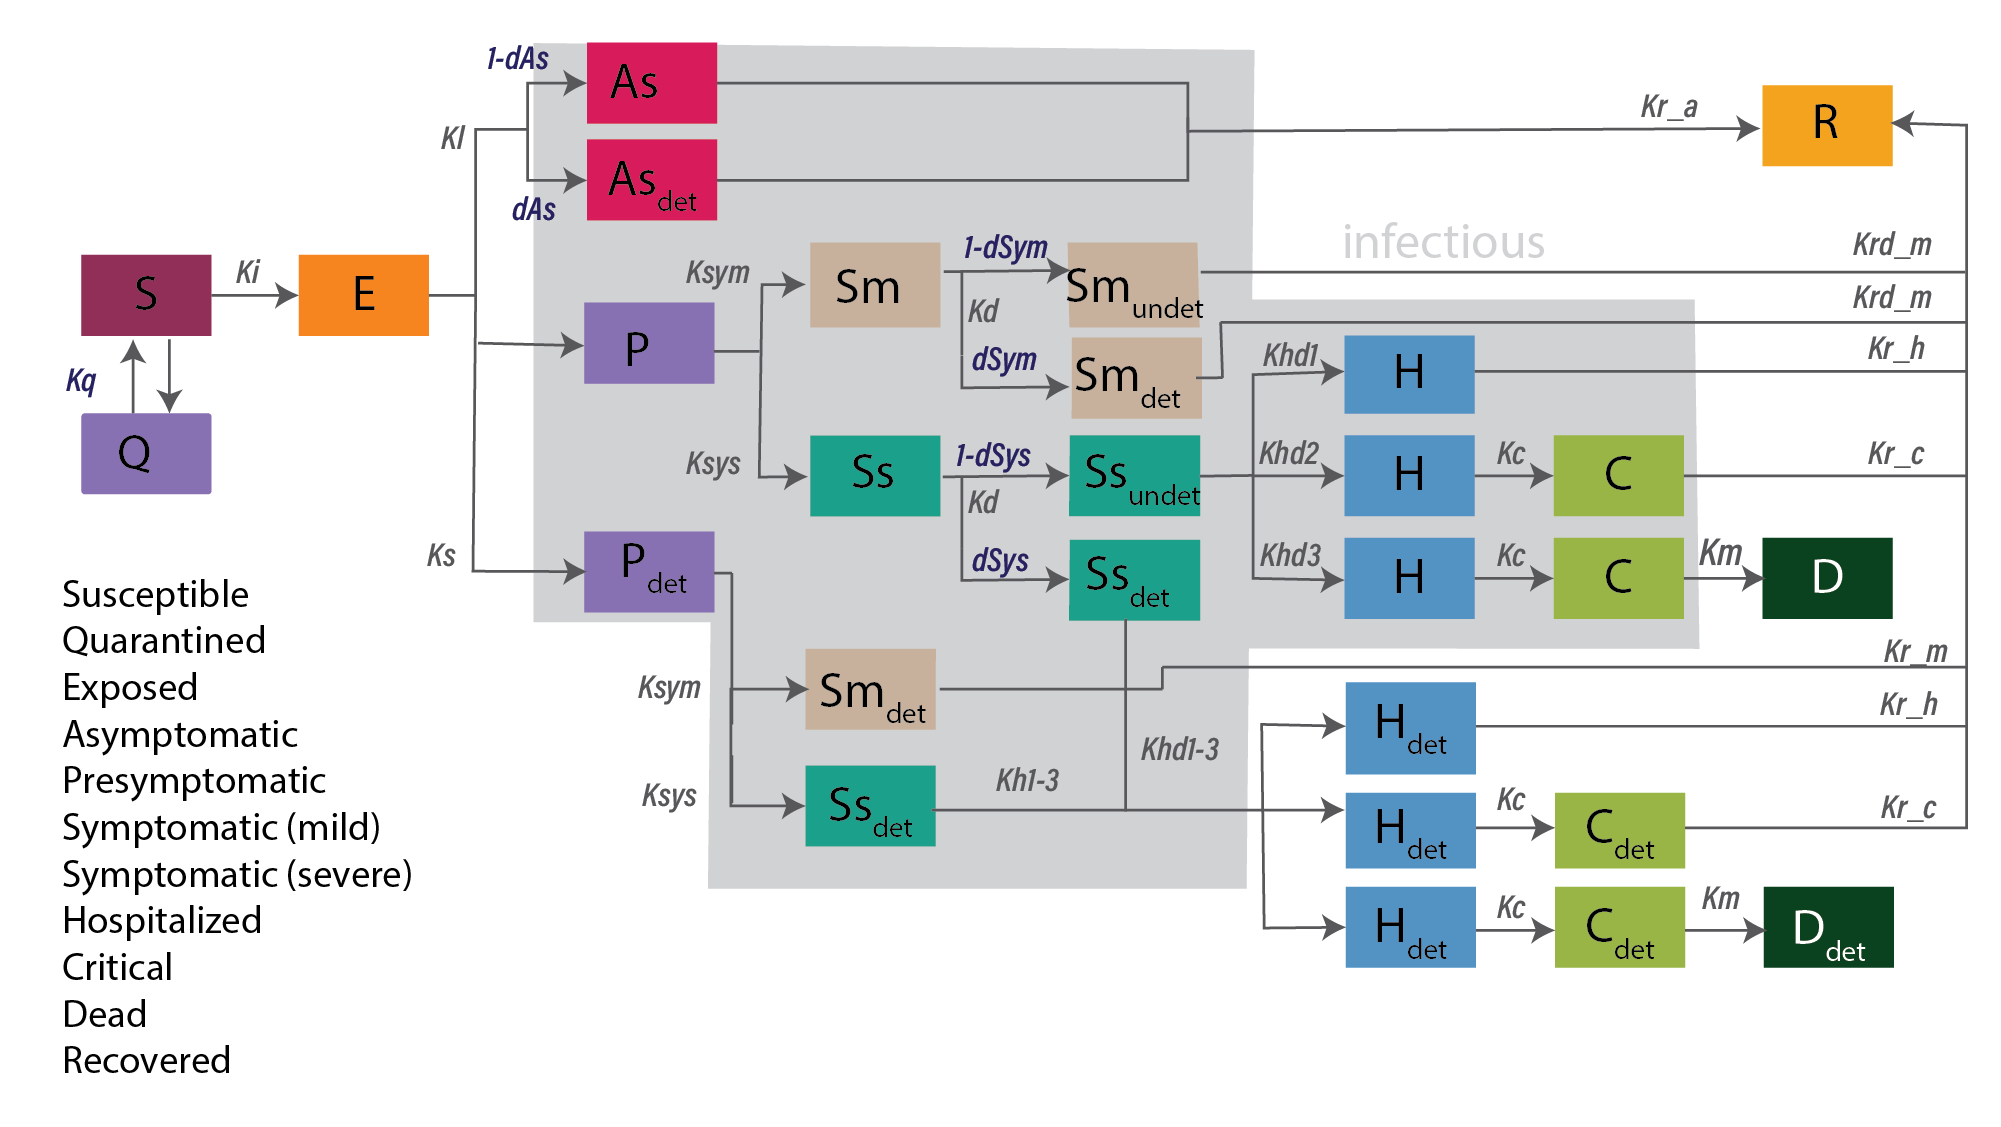 1-dAs
As
Kl
As
det
dAs
Kr_a
R
infectious
S
Ki
E
Kq
Q
P
Ksym
Sm
1-dSym
Sm
undet
Kd
dSym
Sm
det
Krd_m
Krd_m
Khd1
H
Kr_h
Ksys
Ss
1-dSys
Ss
undet
Kd
dSys
Ss
det
Khd2
H
Kc
C
Kr_c
Khd3
H
Kc
C
Km
D
Ks
P
det
Ksym
Sm
det
Kr_m
Ksys
Ss
det
Kh1-3
Khd1-3
H
det
Kr_h
H
det
Kc
C
det
Kr_c
H
det
Kc
C
det
Km
D
det
Susceptible
Quarantined
Exposed
Asymptomatic
Presymptomatic
Symptomatic (mild)
Symptomatic (severe)
Hospitalized
Critical
Dead
Recovered